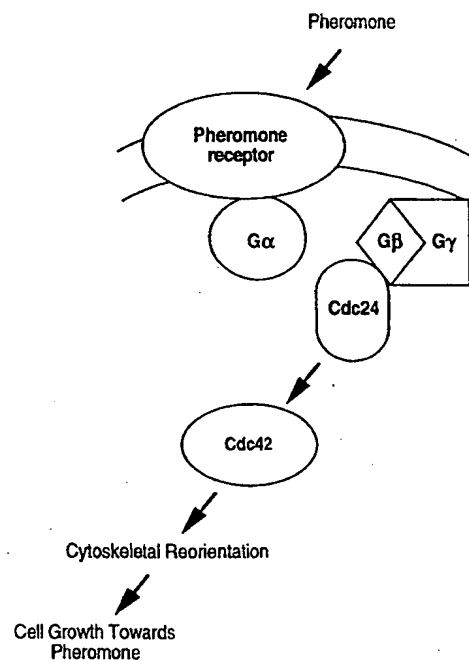 Pheromone
Pheromone
receptor
Gα
Gβ
Gγ
Cdc24
Cdc42
Cytoskeletal Reorientation
Cell Growth Towards
Pheromone